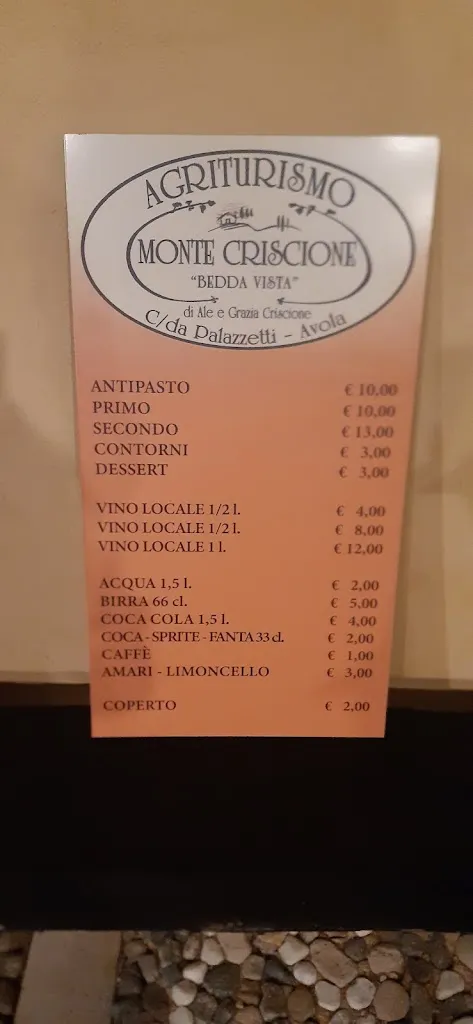 AGRITURISMO
MONTE CRISCIONE
"BEDDA VISTA"
di Ale e Grazia Criscione
C/da Palazzetti - Avola
ANTIPASTO € 10,00
PRIMO € 10,00
SECONDO € 13,00
CONTORNI € 3,00
DESSERT € 3,00
VINO LOCALE 1/2 l. € 4,00
VINO LOCALE 1/2 l. € 8,00
VINO LOCALE 1 l. € 12,00
ACQUA 1,5 l. € 2,00
BIRRA 66 cl. € 5,00
COCA COLA 1,5 l. € 4,00
COCA - SPRITE - FANTA 33 cl. € 2,00
CAFFÈ € 1,00
AMARI - LIMONCELLO € 3,00
COPERTO € 2,00